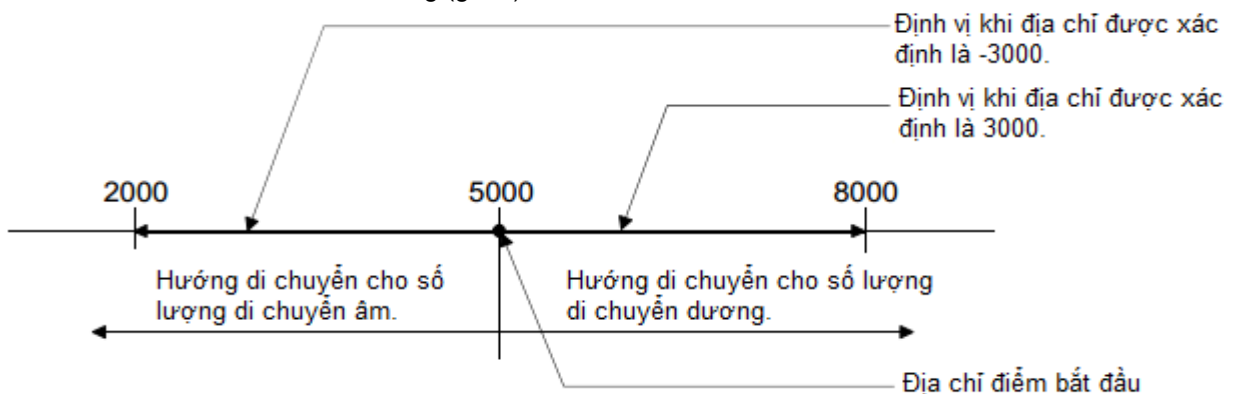 Định vị khi địa chỉ được xác
định là -3000.
Định vị khi địa chỉ được xác
định là 3000.
2000
5000
8000
Hướng di chuyển cho số
lượng di chuyển âm.
Hướng di chuyển cho số lượng
di chuyển dương.
Địa chỉ điểm bắt đầu